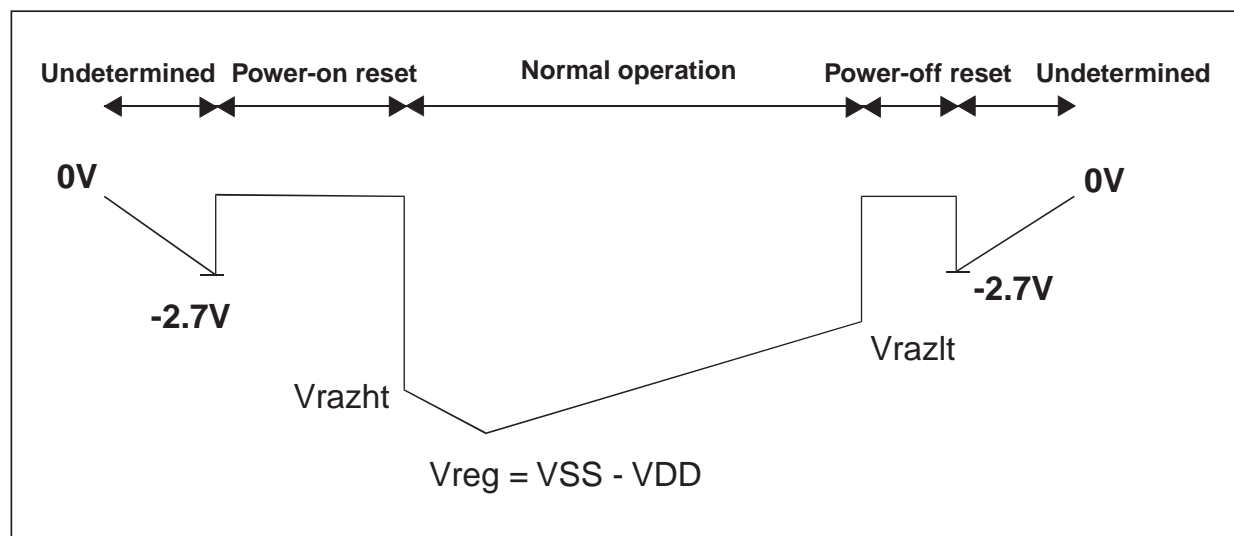 Undetermined Power-on reset Normal operation Power-off reset Undetermined
0V 0V
-2.7V -2.7V
Vrazht Vrazlt
Vreg = VSS - VDD